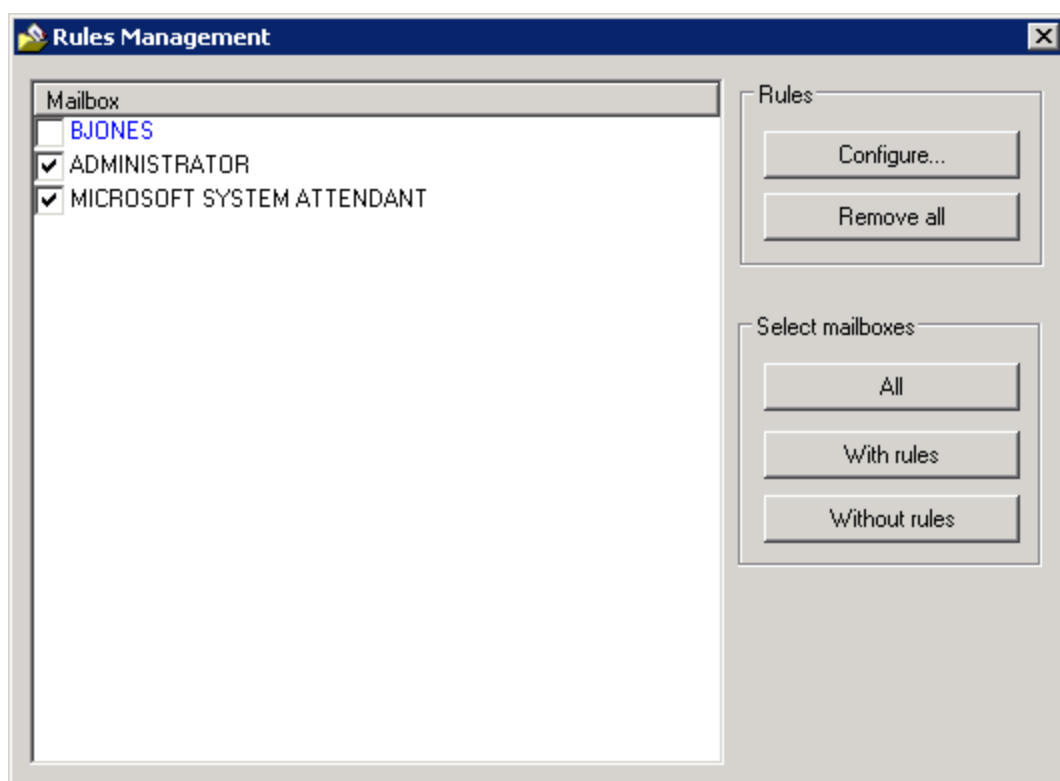 Rules Management
Mailbox
BJONES
ADMINISTRATOR
MICROSOFT SYSTEM ATTENDANT
Rules
Configure...
Remove all
Select mailboxes
All
With rules
Without rules